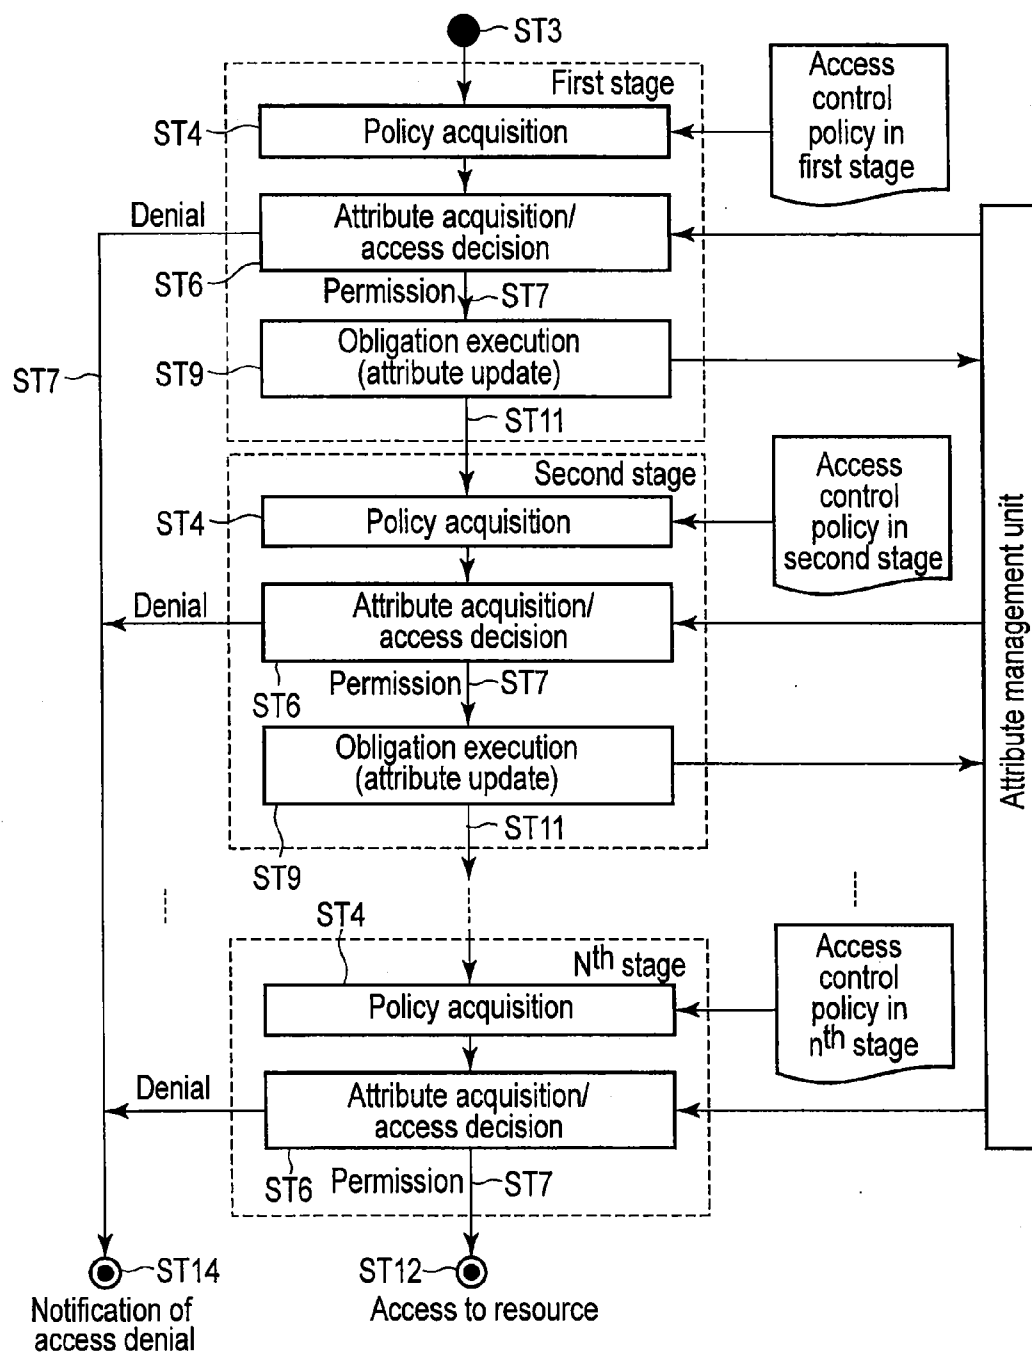 ST3
First stage
Access
control
policy in
first stage
ST4
Policy acquisition
Denial
Attribute acquisition/
access decision
ST6
Permission
ST7
ST7
ST9
Obligation execution
(attribute update)
ST11
Second stage
Access
control
policy in
second stage
ST4
Policy acquisition
Attribute management unit
Denial
Attribute acquisition/
access decision
ST6
Permission
ST7
Obligation execution
(attribute update)
ST11
ST9
ST4
Nth stage
Access
control
policy in
nth stage
Policy acquisition
Denial
Attribute acquisition/
access decision
ST6
Permission
ST7
ST14
ST12
Notification of
access denial
Access to resource